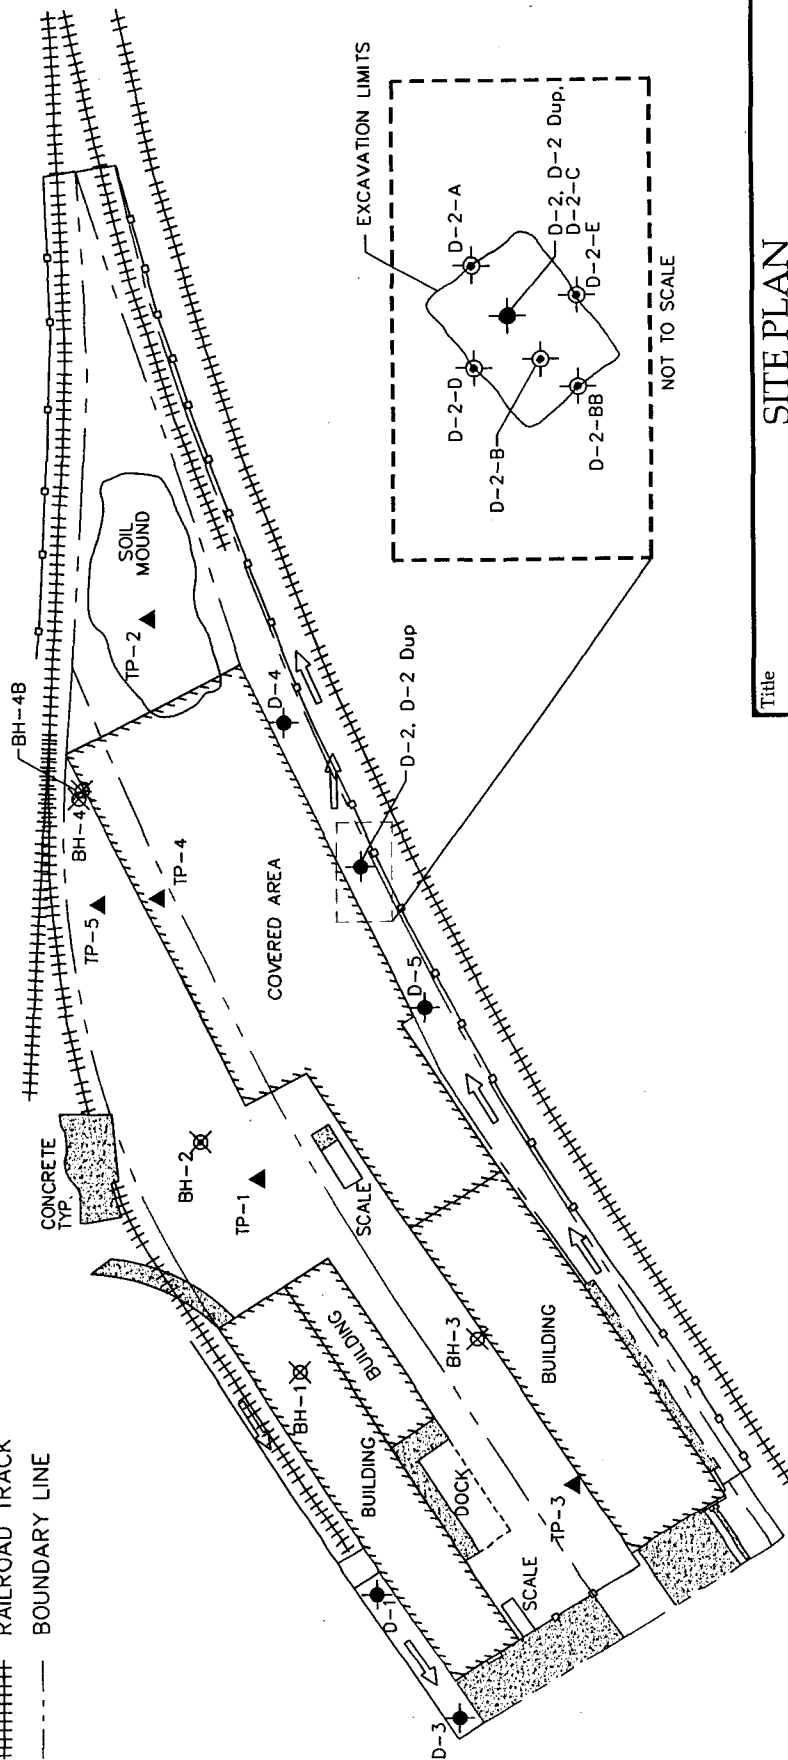 RAILROAD TRACK
BOUNDARY LINE
CONCRETE
TYP.
BH-4B
BH-4
TP-5
TP-4
TP-2
SOIL
MOUND
BH-2
TP-1
SCALE
COVERED AREA
D-4
D-2, D-2 Dup
D-5
BH-1
BUILDING
BUILDING
BH-3
BUILDING
DOCK
TP-3
SCALE
D-1
D-3
EXCAVATION LIMITS
D-2-A
D-2, D-2 Dup.
D-2-C
D-2-E
D-2-D
D-2-B
D-2-BB
NOT TO SCALE
Title
SITE PLAN